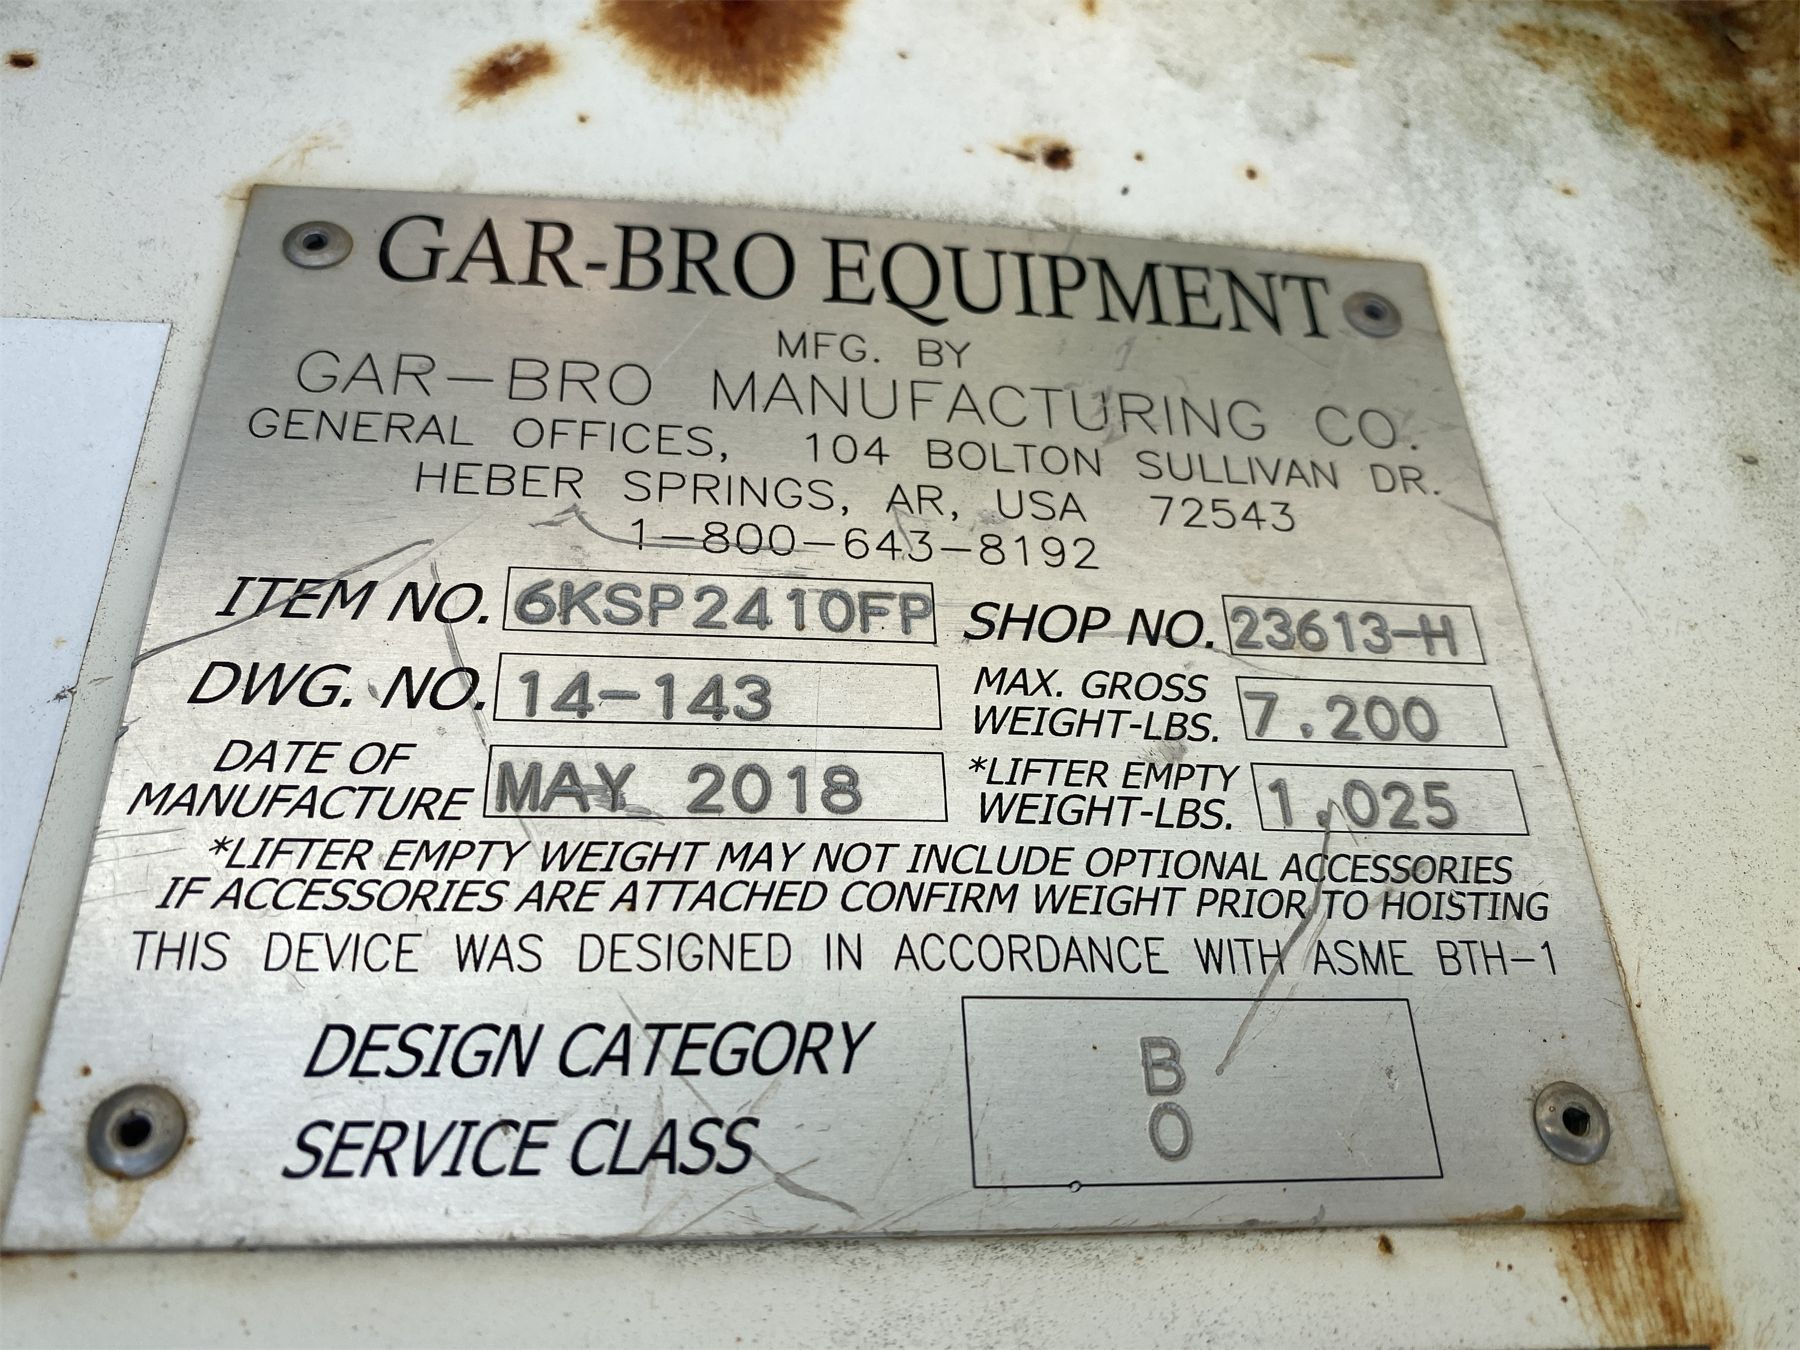 GAR-BRO EQUIPMENT
MFG. BY
GAR-BRO MANUFACTURING CO.
GENERAL OFFICES, 104 BOLTON SULLIVAN DR.
HEBER SPRINGS, AR, USA 72543
1-800-643-8192
ITEM NO. 6KSP2410FP SHOP NO. 23613-H
DWG. NO. 14-143 MAX. GROSS WEIGHT-LBS. 7.200
DATE OF MANUFACTURE MAY 2018 *LIFTER EMPTY WEIGHT-LBS. 1.025
*LIFTER EMPTY WEIGHT MAY NOT INCLUDE OPTIONAL ACCESSORIES
IF ACCESSORIES ARE ATTACHED CONFIRM WEIGHT PRIOR TO HOISTING
THIS DEVICE WAS DESIGNED IN ACCORDANCE WITH ASME BTH-1
DESIGN CATEGORY B
SERVICE CLASS 0